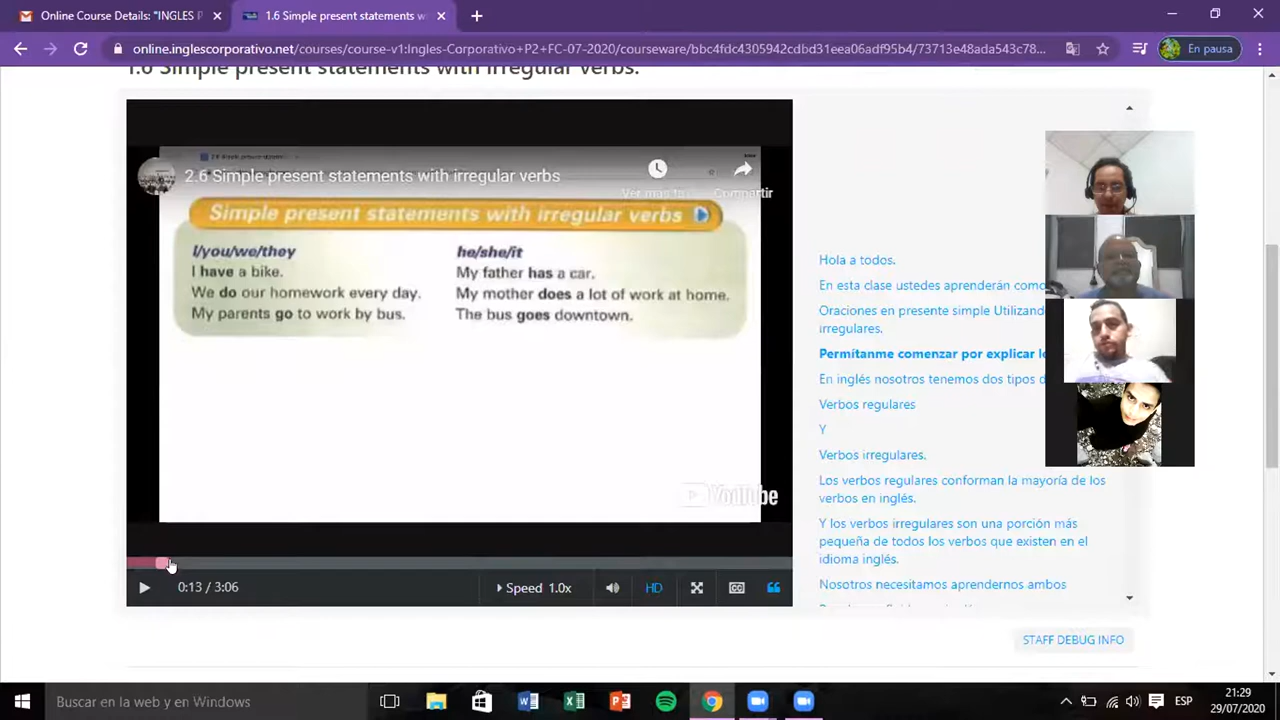 Online Course Details: "INGLES P
1.6 Simple present statements w
online.inglescorporativo.net/courses/course-v1:Ingles-Corporativo+P2+FC-07-2020/courseware/bbc4fdc4305942cdbd31eea06adf95b4/73713e48ada543c78...
En pausa
1.6 Simple present statements with irregular verbs.
2.6 Simple present statements with irregular verbs
Ver más ta
Compartir
Simple present statements with irregular verbs
I/you/we/they
I have a bike.
We do our homework every day.
My parents go to work by bus.
he/she/it
My father has a car.
My mother does a lot of work at home.
The bus goes downtown.
YouTube
0:13 / 3:06
Speed 1.0x
HD
CC
Hola a todos.
En esta clase ustedes aprenderán como
Oraciones en presente simple Utilizand
irregulares.
Permítanme comenzar por explicar l
En inglés nosotros tenemos dos tipos d
Verbos regulares
Y
Verbos irregulares.
Los verbos regulares conforman la mayoría de los
verbos en inglés.
Y los verbos irregulares son una porción más
pequeña de todos los verbos que existen en el
idioma inglés.
Nosotros necesitamos aprendernos ambos
STAFF DEBUG INFO
Buscar en la web y en Windows
ESP
21:29
29/07/2020